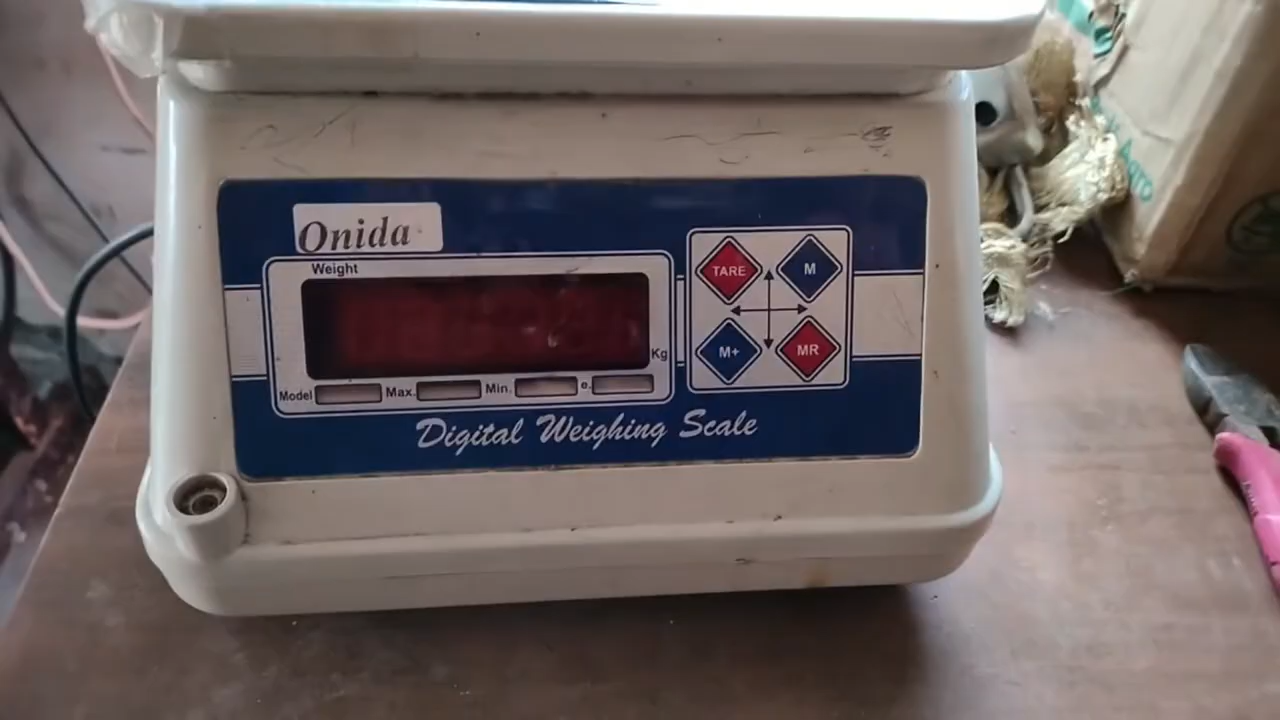 Onida
Weight
TARE M
Kg
M+ MR
Model Max. Min. e.
Digital Weighing Scale